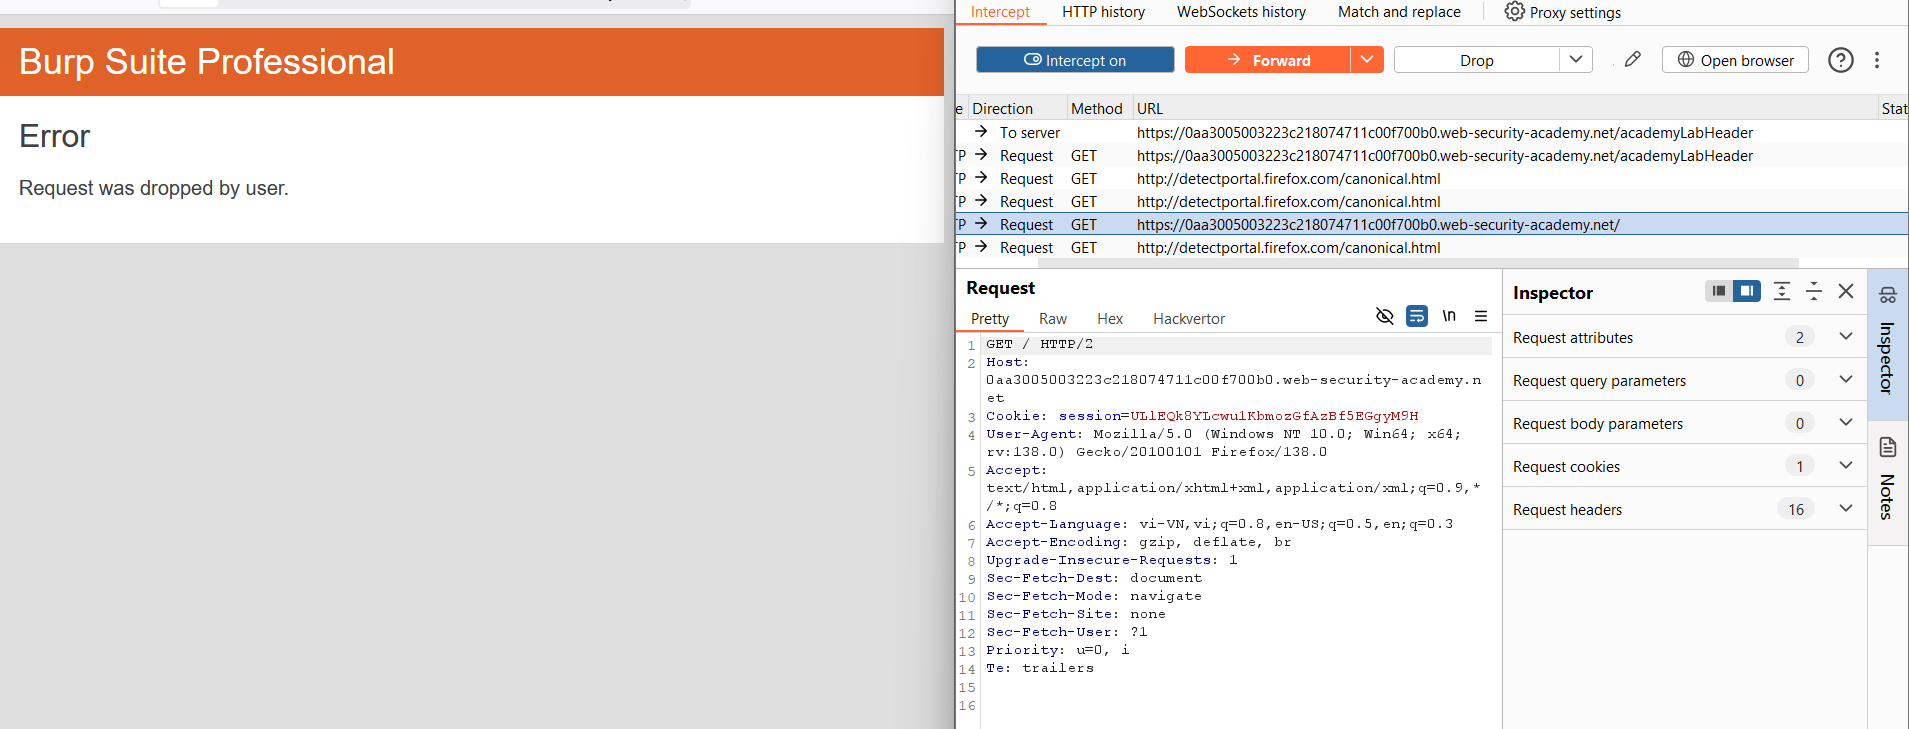 Burp Suite Professional
Error
Request was dropped by user.
Intercept HTTP history WebSockets history Match and replace Proxy settings
Intercept on Forward Drop Open browser
e Direction Method URL Stat
To server https://0aa3005003223c218074711c00f700b0.web-security-academy.net/academyLabHeader
TP Request GET https://0aa3005003223c218074711c00f700b0.web-security-academy.net/academyLabHeader
TP Request GET http://detectportal.firefox.com/canonical.html
TP Request GET http://detectportal.firefox.com/canonical.html
TP Request GET https://0aa3005003223c218074711c00f700b0.web-security-academy.net/
TP Request GET http://detectportal.firefox.com/canonical.html
Request
Pretty Raw Hex Hackvertor \n
1 GET / HTTP/2
2 Host:
0aa3005003223c218074711c00f700b0.web-security-academy.n
et
3 Cookie: session=ULlEQk8YLcwulKbmozGfAzBf5EGgyM9H
4 User-Agent: Mozilla/5.0 (Windows NT 10.0; Win64; x64;
rv:138.0) Gecko/20100101 Firefox/138.0
5 Accept:
text/html,application/xhtml+xml,application/xml;q=0.9,*
/*;q=0.8
6 Accept-Language: vi-VN,vi;q=0.8,en-US;q=0.5,en;q=0.3
7 Accept-Encoding: gzip, deflate, br
8 Upgrade-Insecure-Requests: 1
9 Sec-Fetch-Dest: document
10 Sec-Fetch-Mode: navigate
11 Sec-Fetch-Site: none
12 Sec-Fetch-User: ?1
13 Priority: u=0, i
14 Te: trailers
15
16
Inspector
Request attributes 2
Request query parameters 0
Request body parameters 0
Request cookies 1
Request headers 16
Inspector
Notes